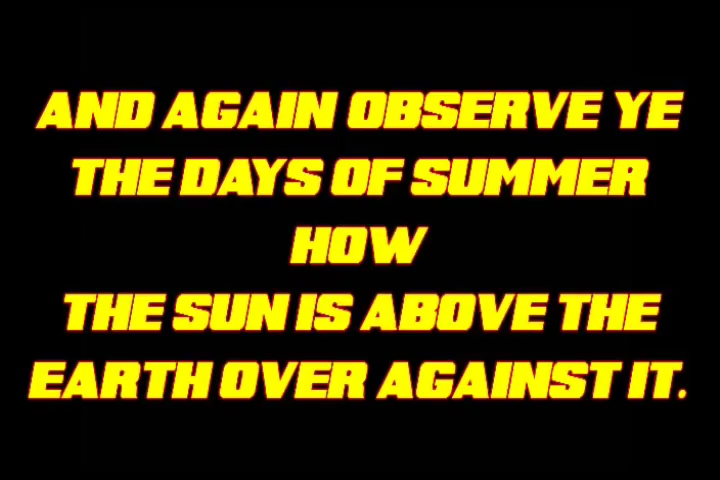 AND AGAIN OBSERVE YE
THE DAYS OF SUMMER
HOW
THE SUN IS ABOVE THE
EARTH OVER AGAINST IT.